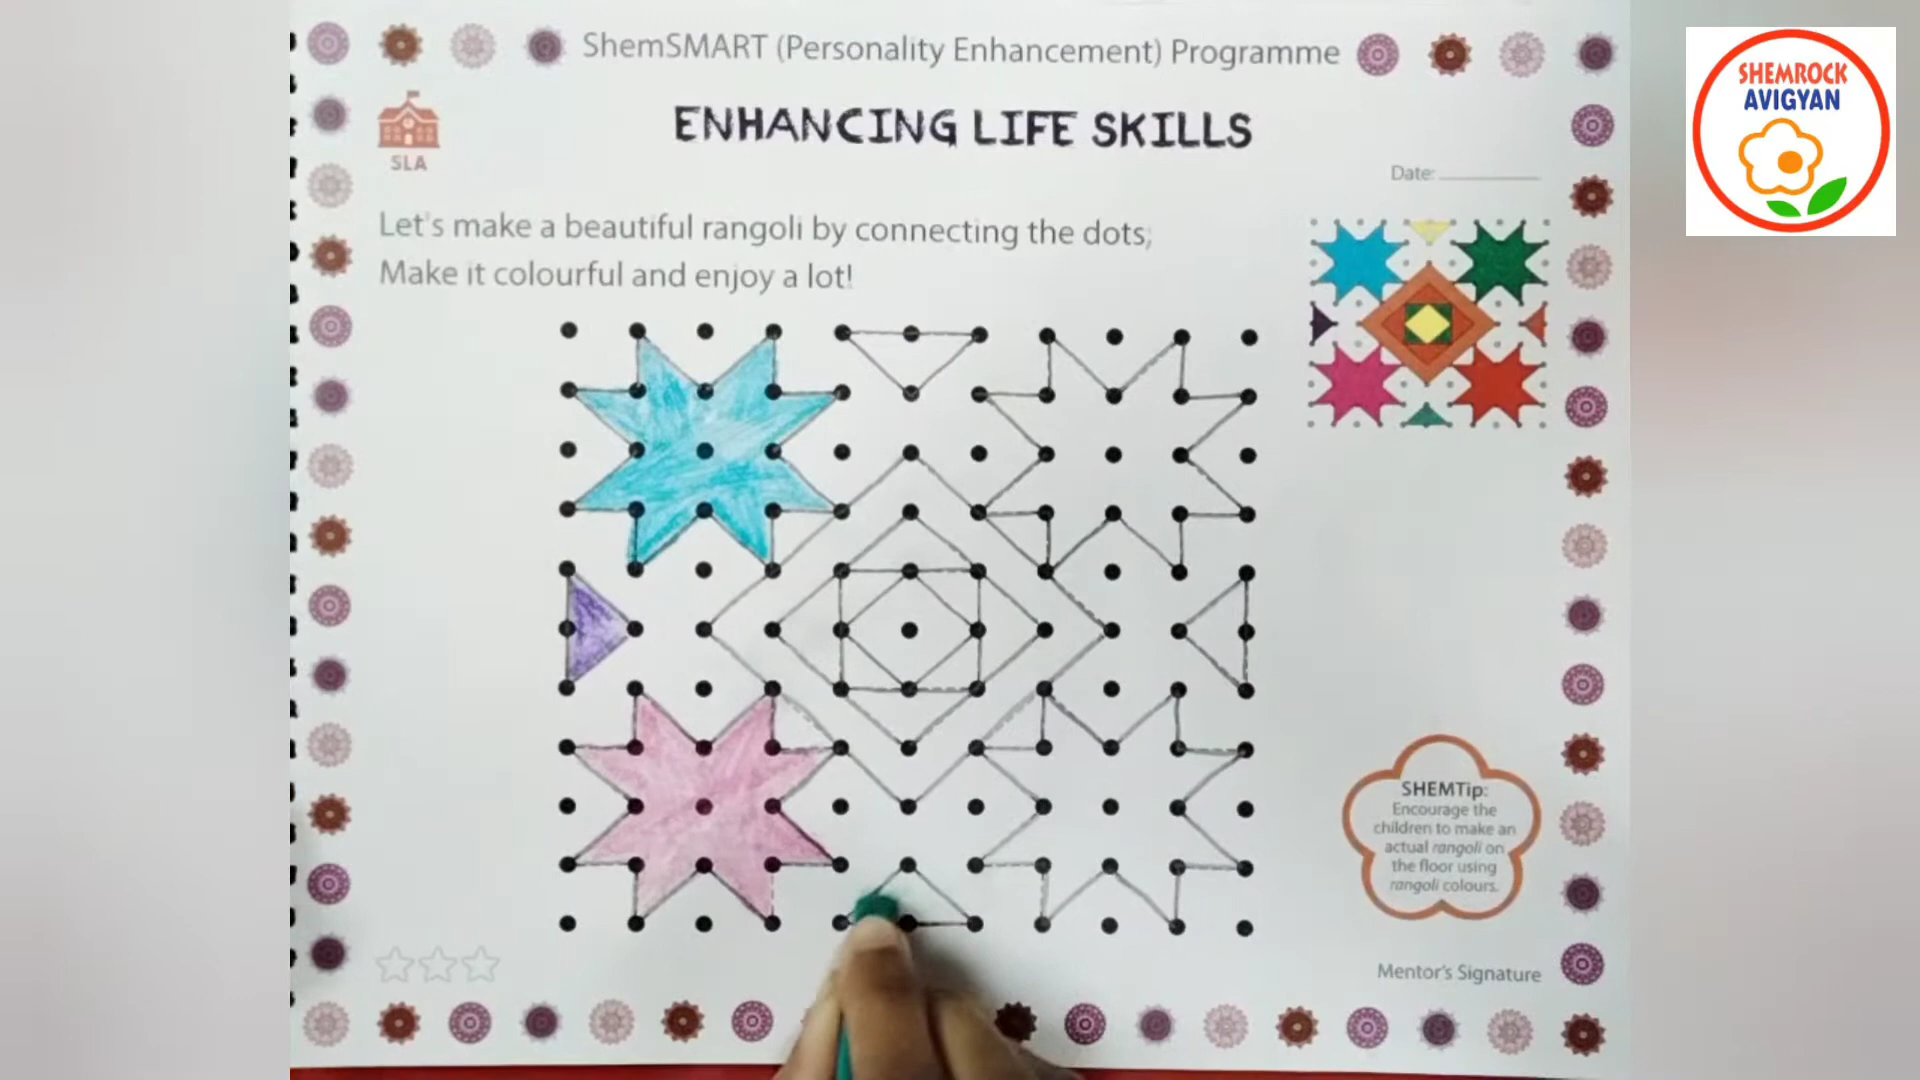 ShemSMART (Personality Enhancement) Programme
SHEMROCK
AVIGYAN
ENHANCING LIFE SKILLS
SLA
Date:
Let's make a beautiful rangoli by connecting the dots;
Make it colourful and enjoy a lot!
SHEMTip:
Encourage the
children to make an
actual rangoli on
the floor using
rangoli colours.
Mentor's Signature